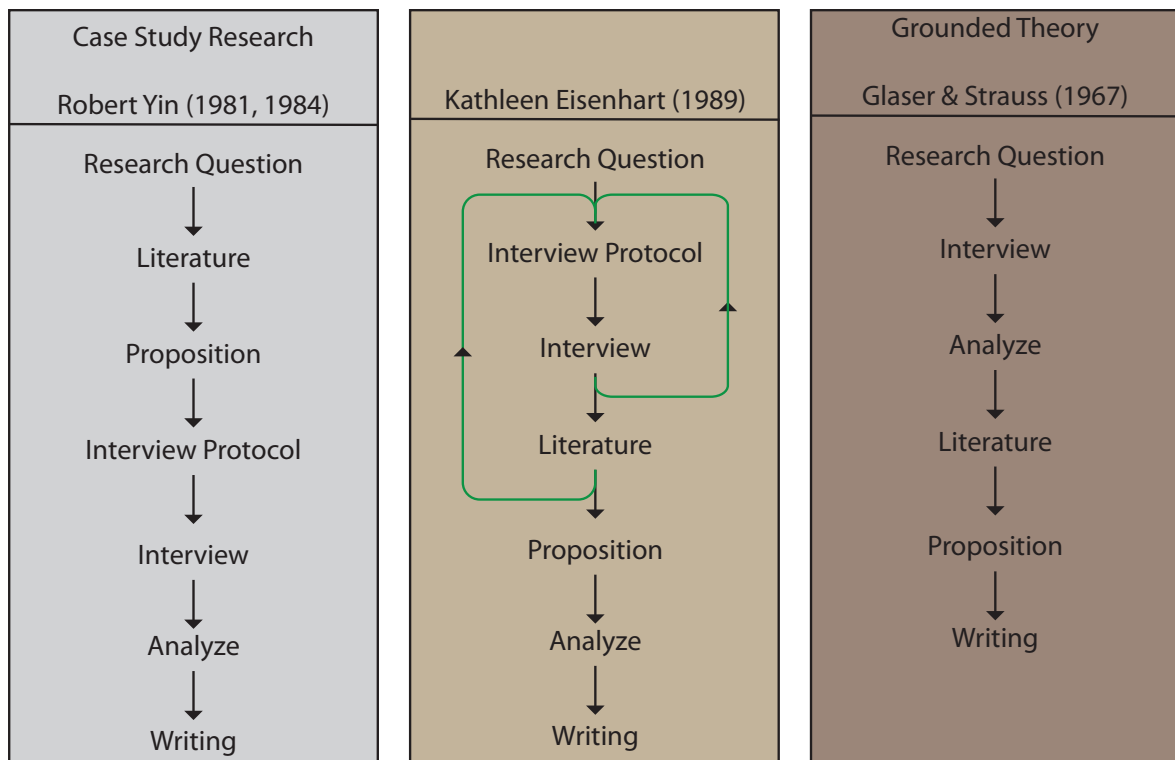 Case Study Research
Robert Yin (1981, 1984)
Research Question
Literature
Proposition
Interview Protocol
Interview
Analyze
Writing
Kathleen Eisenhart (1989)
Research Question
Interview Protocol
Interview
Literature
Proposition
Analyze
Writing
Grounded Theory
Glaser & Strauss (1967)
Research Question
Interview
Analyze
Literature
Proposition
Writing